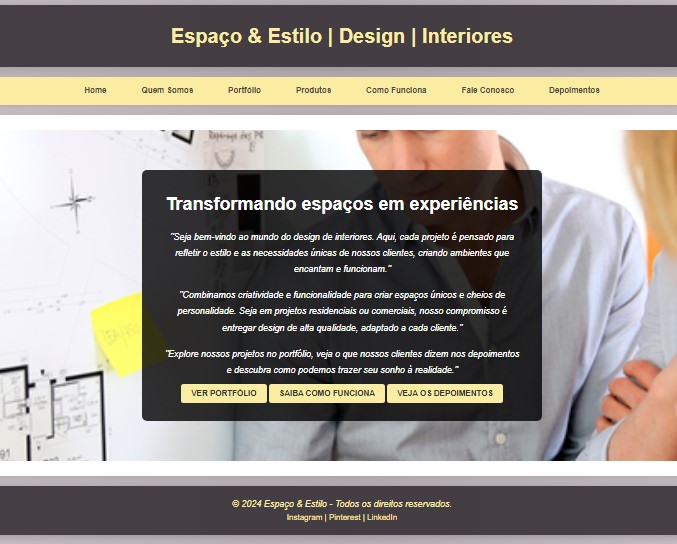 Espaço & Estilo | Design | Interiores
Home Quem Somos Portfólio Produtos Como Funciona Fale Conosco Depoimentos
Transformando espaços em experiências
"Seja bem-vindo ao mundo do design de interiores. Aqui, cada projeto é pensado para
refletir o estilo e as necessidades únicas de nossos clientes, criando ambientes que
encantam e funcionam."
"Combinamos criatividade e funcionalidade para criar espaços únicos e cheios de
personalidade. Seja em projetos residenciais ou comerciais, nosso compromisso é
entregar design de alta qualidade, adaptado a cada cliente."
"Explore nossos projetos no portfólio, veja o que nossos clientes dizem nos depoimentos
e descubra como podemos trazer seu sonho à realidade."
VER PORTFÓLIO SAIBA COMO FUNCIONA VEJA OS DEPOIMENTOS
© 2024 Espaço & Estilo - Todos os direitos reservados.
Instagram | Pinterest | LinkedIn